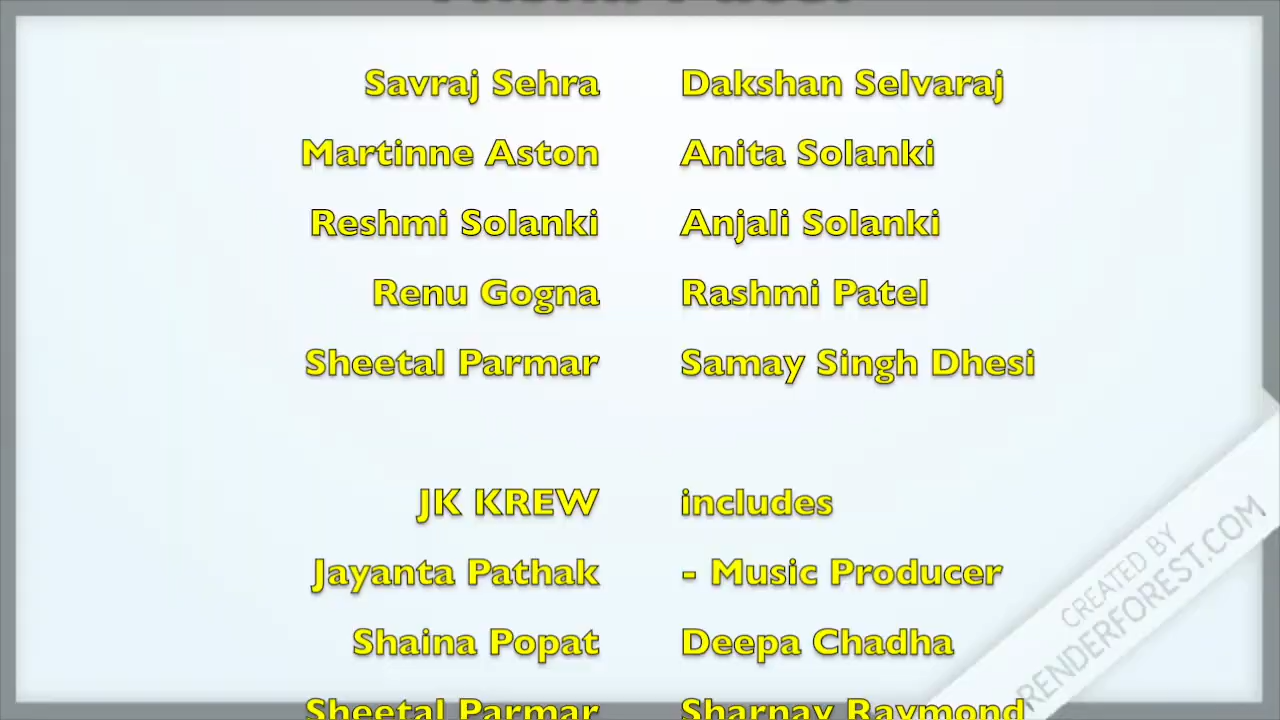 Savraj Sehra Dakshan Selvaraj
Martinne Aston Anita Solanki
Reshmi Solanki Anjali Solanki
Renu Gogna Rashmi Patel
Sheetal Parmar Samay Singh Dhesi
JK KREW includes
Jayanta Pathak - Music Producer
Shaina Popat Deepa Chadha
Sheetal Parmar Sharnay Raymond
CREATED BY
RENDERFOREST.COM